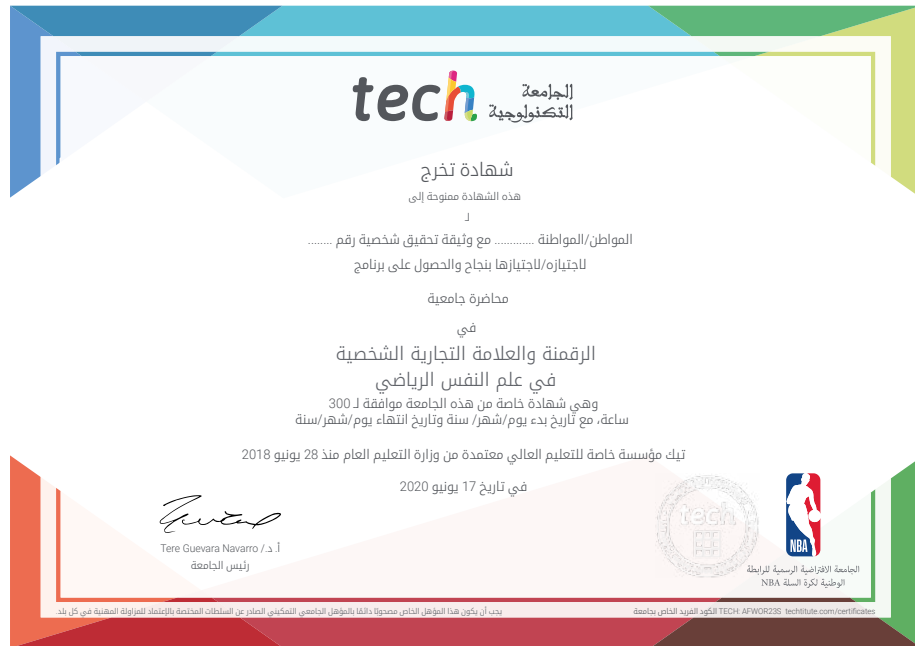 tech الجامعة
التكنولوجية
شهادة تخرج
هذه الشهادة ممنوحة إلى
لـ
المواطن/المواطنة ............ مع وثيقة تحقيق شخصية رقم ........
لاجتيازه/لاجتيازها بنجاح والحصول على برنامج
محاضرة جامعية
في
الرقمنة والعلامة التجارية الشخصية
في علم النفس الرياضي
وهي شهادة خاصة من هذه الجامعة موافقة لـ 300
ساعة، مع تاريخ بدء يوم/شهر/ سنة وتاريخ انتهاء يوم/شهر/سنة
تيك مؤسسة خاصة للتعليم العالي معتمدة من وزارة التعليم العام منذ 28 يونيو 2018
في تاريخ 17 يونيو 2020
tech
NBA
أ. د./ Tere Guevara Navarro
رئيس الجامعة
الجامعة الافتراضية الرسمية للرابطة
الوطنية لكرة السلة NBA
يجب أن يكون هذا المؤهل الخاص مصحوبًا دائمًا بالمؤهل الجامعي التمكيني الصادر عن السلطات المختصة بالإعتماد للمزاولة المهنية في كل بلد.
الكود الفريد الخاص بجامعة TECH: AFWOR23S techtitute.com/certificates